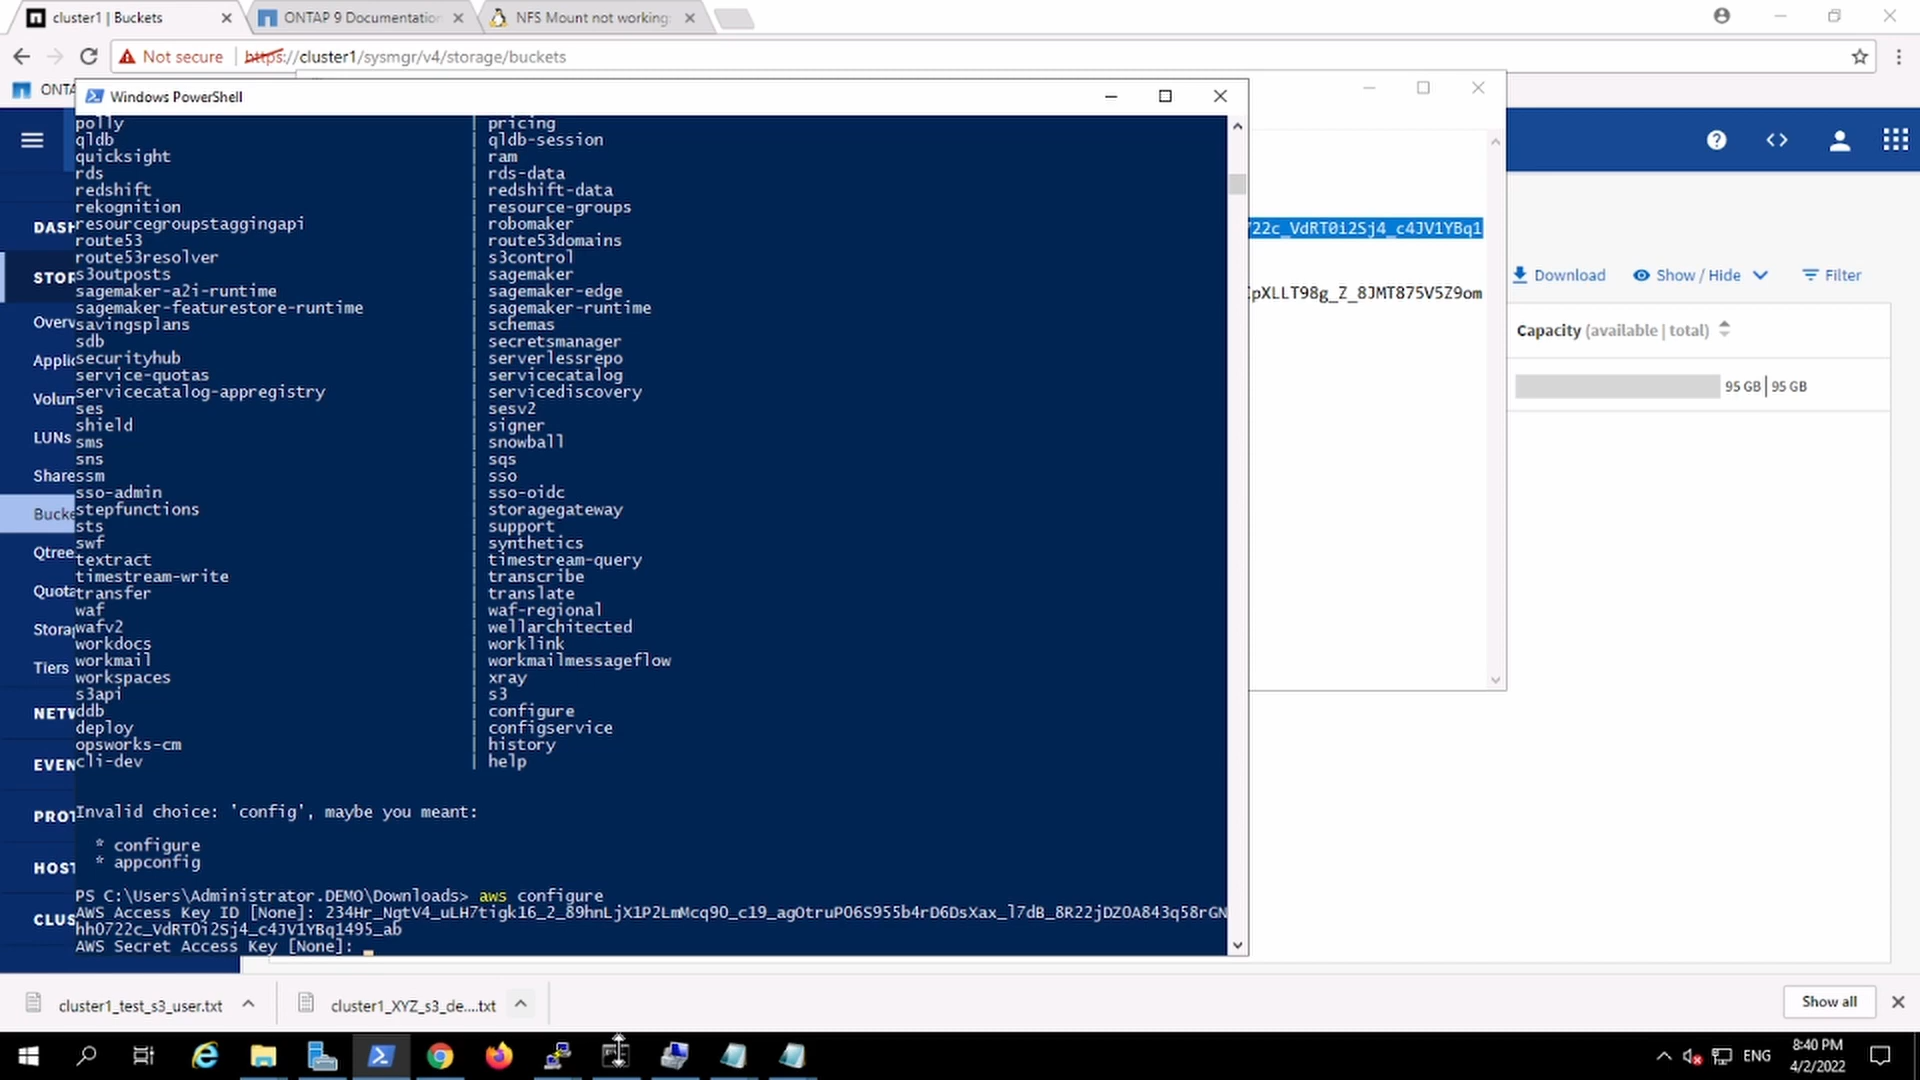 cluster1 | Buckets
ONTAP 9 Documentation
NFS Mount not working
Not secure
https://cluster1/sysmgr/v4/storage/buckets
Windows PowerShell
polly | pricing
qldb | qldb-session
quicksight | ram
rds | rds-data
redshift | redshift-data
rekognition | resource-groups
resourcegroupstaggingapi | robomaker
route53 | route53domains
route53resolver | s3control
s3outposts | sagemaker
sagemaker-a2i-runtime | sagemaker-edge
sagemaker-featurestore-runtime | sagemaker-runtime
savingsplans | schemas
sdb | secretsmanager
securityhub | serverlessrepo
service-quotas | servicecatalog
servicecatalog-appregistry | servicediscovery
ses | sesv2
shield | signer
sms | snowball
sns | sqs
ssm | sso
sso-admin | sso-oidc
stepfunctions | storagegateway
sts | support
swf | synthetics
textract | timestream-query
timestream-write | transcribe
transfer | translate
waf | waf-regional
wafv2 | wellarchitected
workdocs | worklink
workmail | workmailmessageflow
workspaces | xray
s3api | s3
ddb | configure
deploy | configservice
opsworks-cm | history
cli-dev | help
Invalid choice: 'config', maybe you meant:
* configure
* appconfig
PS C:\Users\Administrator.DEMO\Downloads> aws configure
AWS Access Key ID [None]: 234Hr_NgtV4_uLH7tigk16_2_89hnLjX1P2LmMcq90_c19_agOtruPO6S955b4rD6DsXax_l7dB_8R22jDZOA843q58rGN
hh0722c_VdRT0i2Sj4_c4JV1YBq1495_ab
AWS Secret Access Key [None]:
722c_VdRT0i2Sj4_c4JV1YBq1
pXLLT98g_Z_8JMT875V5Z9om
Download
Show / Hide
Filter
Capacity (available | total)
95 GB | 95 GB
Tiers
LUNs
cluster1_test_s3_user.txt
cluster1_XYZ_s3_de....txt
Show all
ENG
8:40 PM
4/2/2022